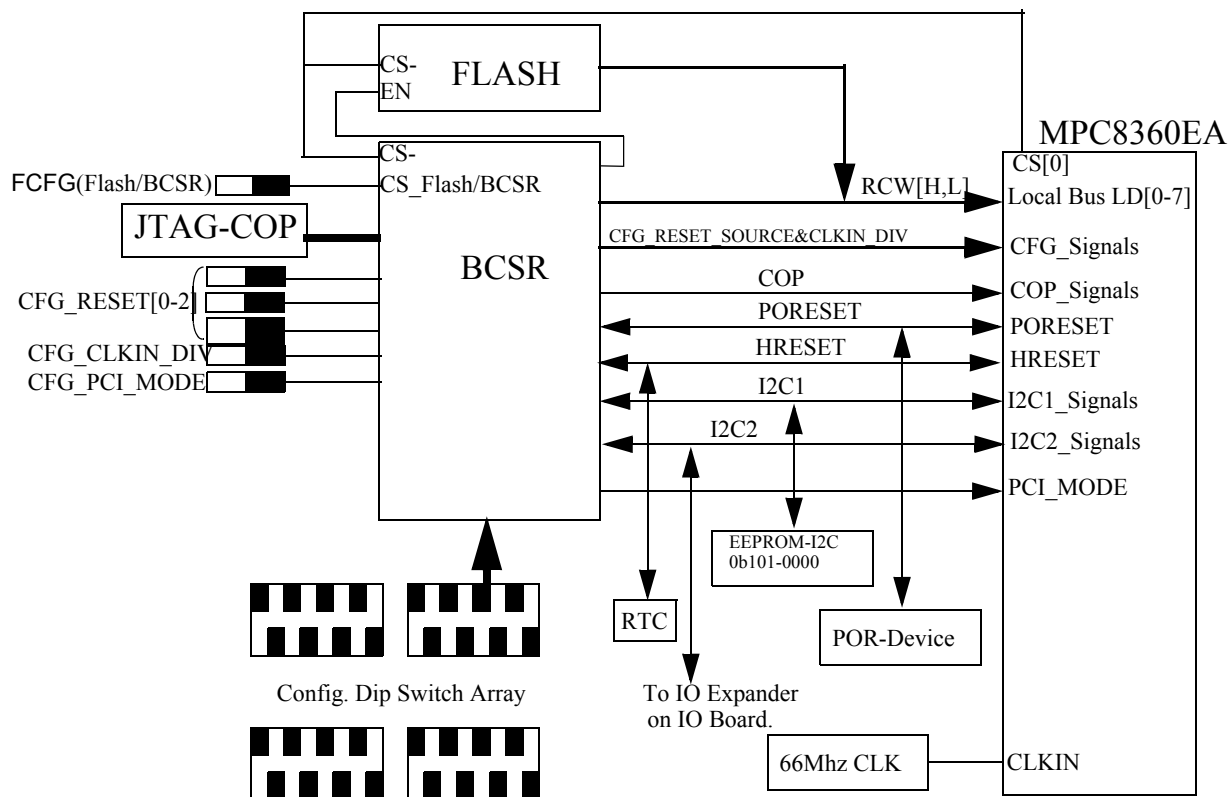 CS-
EN
FLASH
MPC8360EA
CS-
CS[0]
FCFG(Flash/BCSR)
CS_Flash/BCSR
RCW[H,L]
Local Bus LD[0-7]
JTAG-COP
CFG_RESET_SOURCE&CLKIN_DIV
CFG_Signals
BCSR
COP
COP_Signals
CFG_RESET[0-2]
PORESET
PORESET
HRESET
HRESET
CFG_CLKIN_DIV
CFG_PCI_MODE
I2C1
I2C1_Signals
I2C2
I2C2_Signals
PCI_MODE
EEPROM-I2C
0b101-0000
RTC
POR-Device
Config. Dip Switch Array
To IO Expander
on IO Board.
66Mhz CLK
CLKIN